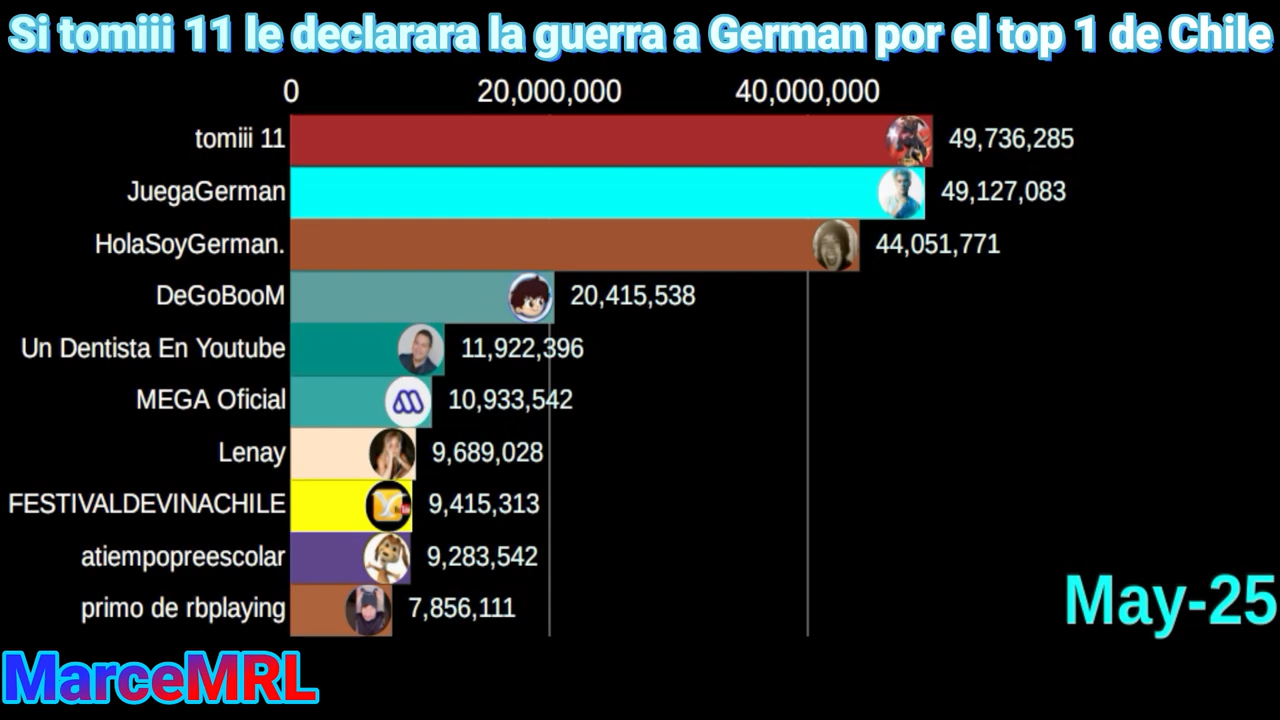 Si tomiii 11 le declarara la guerra a German por el top 1 de Chile
0 20,000,000 40,000,000
tomiii 11 49,736,285
JuegaGerman 49,127,083
HolaSoyGerman. 44,051,771
DeGoBooM 20,415,538
Un Dentista En Youtube 11,922,396
MEGA Oficial 10,933,542
Lenay 9,689,028
FESTIVALDEVINACHILE 9,415,313
atiempopreescolar 9,283,542
primo de rbplaying 7,856,111
May-25
MarceMRL